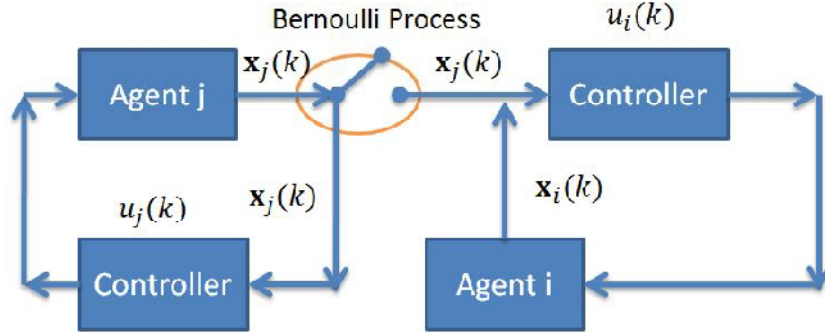 Bernoulli Process
u_i(k)
x_j(k)
x_j(k)
Agent j
Controller
x_j(k)
x_i(k)
u_j(k)
Controller
Agent i